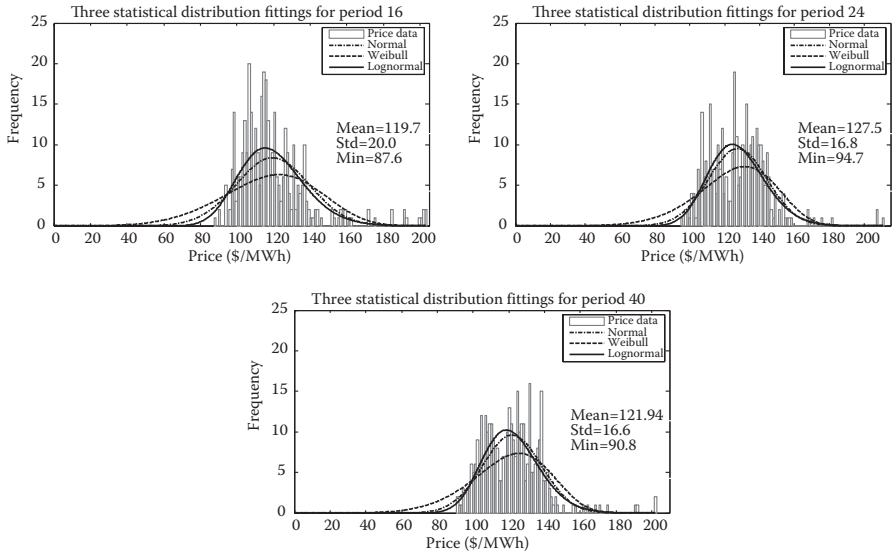 Three statistical distribution fittings for period 16
25
20
15
10
5
0
Frequency
Price data
Normal
Weibull
Lognormal
Mean=119.7
Std=20.0
Min=87.6
0 20 40 60 80 100 120 140 160 180 200
Price ($/MWh)
Three statistical distribution fittings for period 24
25
20
15
10
5
0
Frequency
Price data
Normal
Weibull
Lognormal
Mean=127.5
Std=16.8
Min=94.7
0 20 40 60 80 100 120 140 160 180 200
Price ($/MWh)
Three statistical distribution fittings for period 40
25
20
15
10
5
0
Frequency
Price data
Normal
Weibull
Lognormal
Mean=121.94
Std=16.6
Min=90.8
0 20 40 60 80 100 120 140 160 180 200
Price ($/MWh)